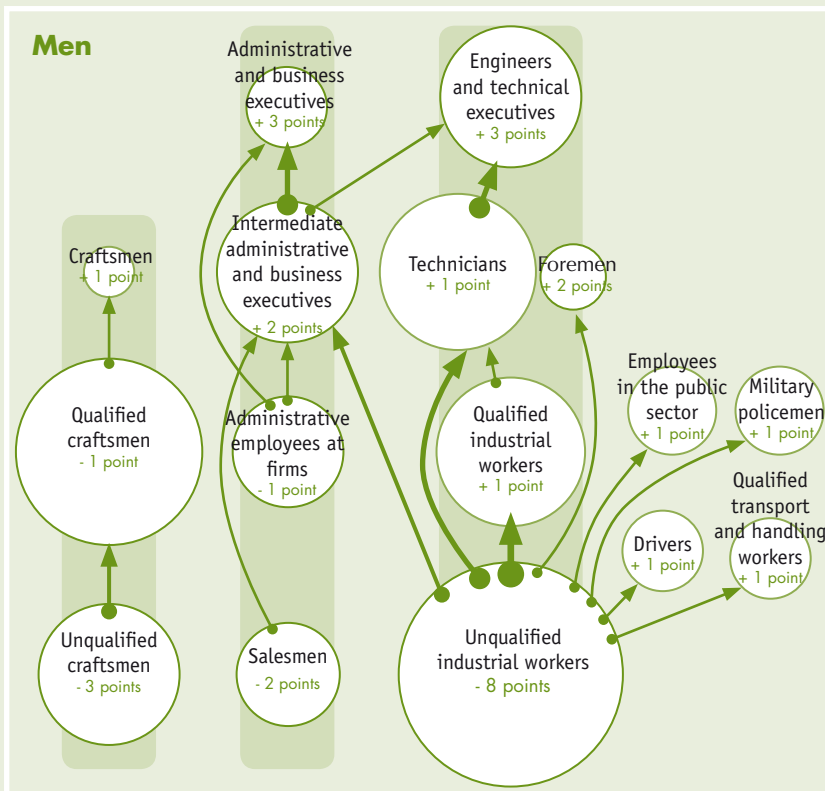 Men
Administrative
and business
executives
+ 3 points
Engineers
and technical
executives
+ 3 points
Craftsmen
+ 1 point
Intermediate
administrative
and business
executives
+ 2 points
Technicians
+ 1 point
Foremen
+ 2 points
Qualified
craftsmen
- 1 point
Administrative
employees at
firms
- 1 point
Qualified
industrial
workers
+ 1 point
Employees
in the public
sector
+ 1 point
Military
policemen
+ 1 point
Drivers
+ 1 point
Qualified
transport
and handling
workers
+ 1 point
Unqualified
craftsmen
- 3 points
Salesmen
- 2 points
Unqualified
industrial workers
- 8 points